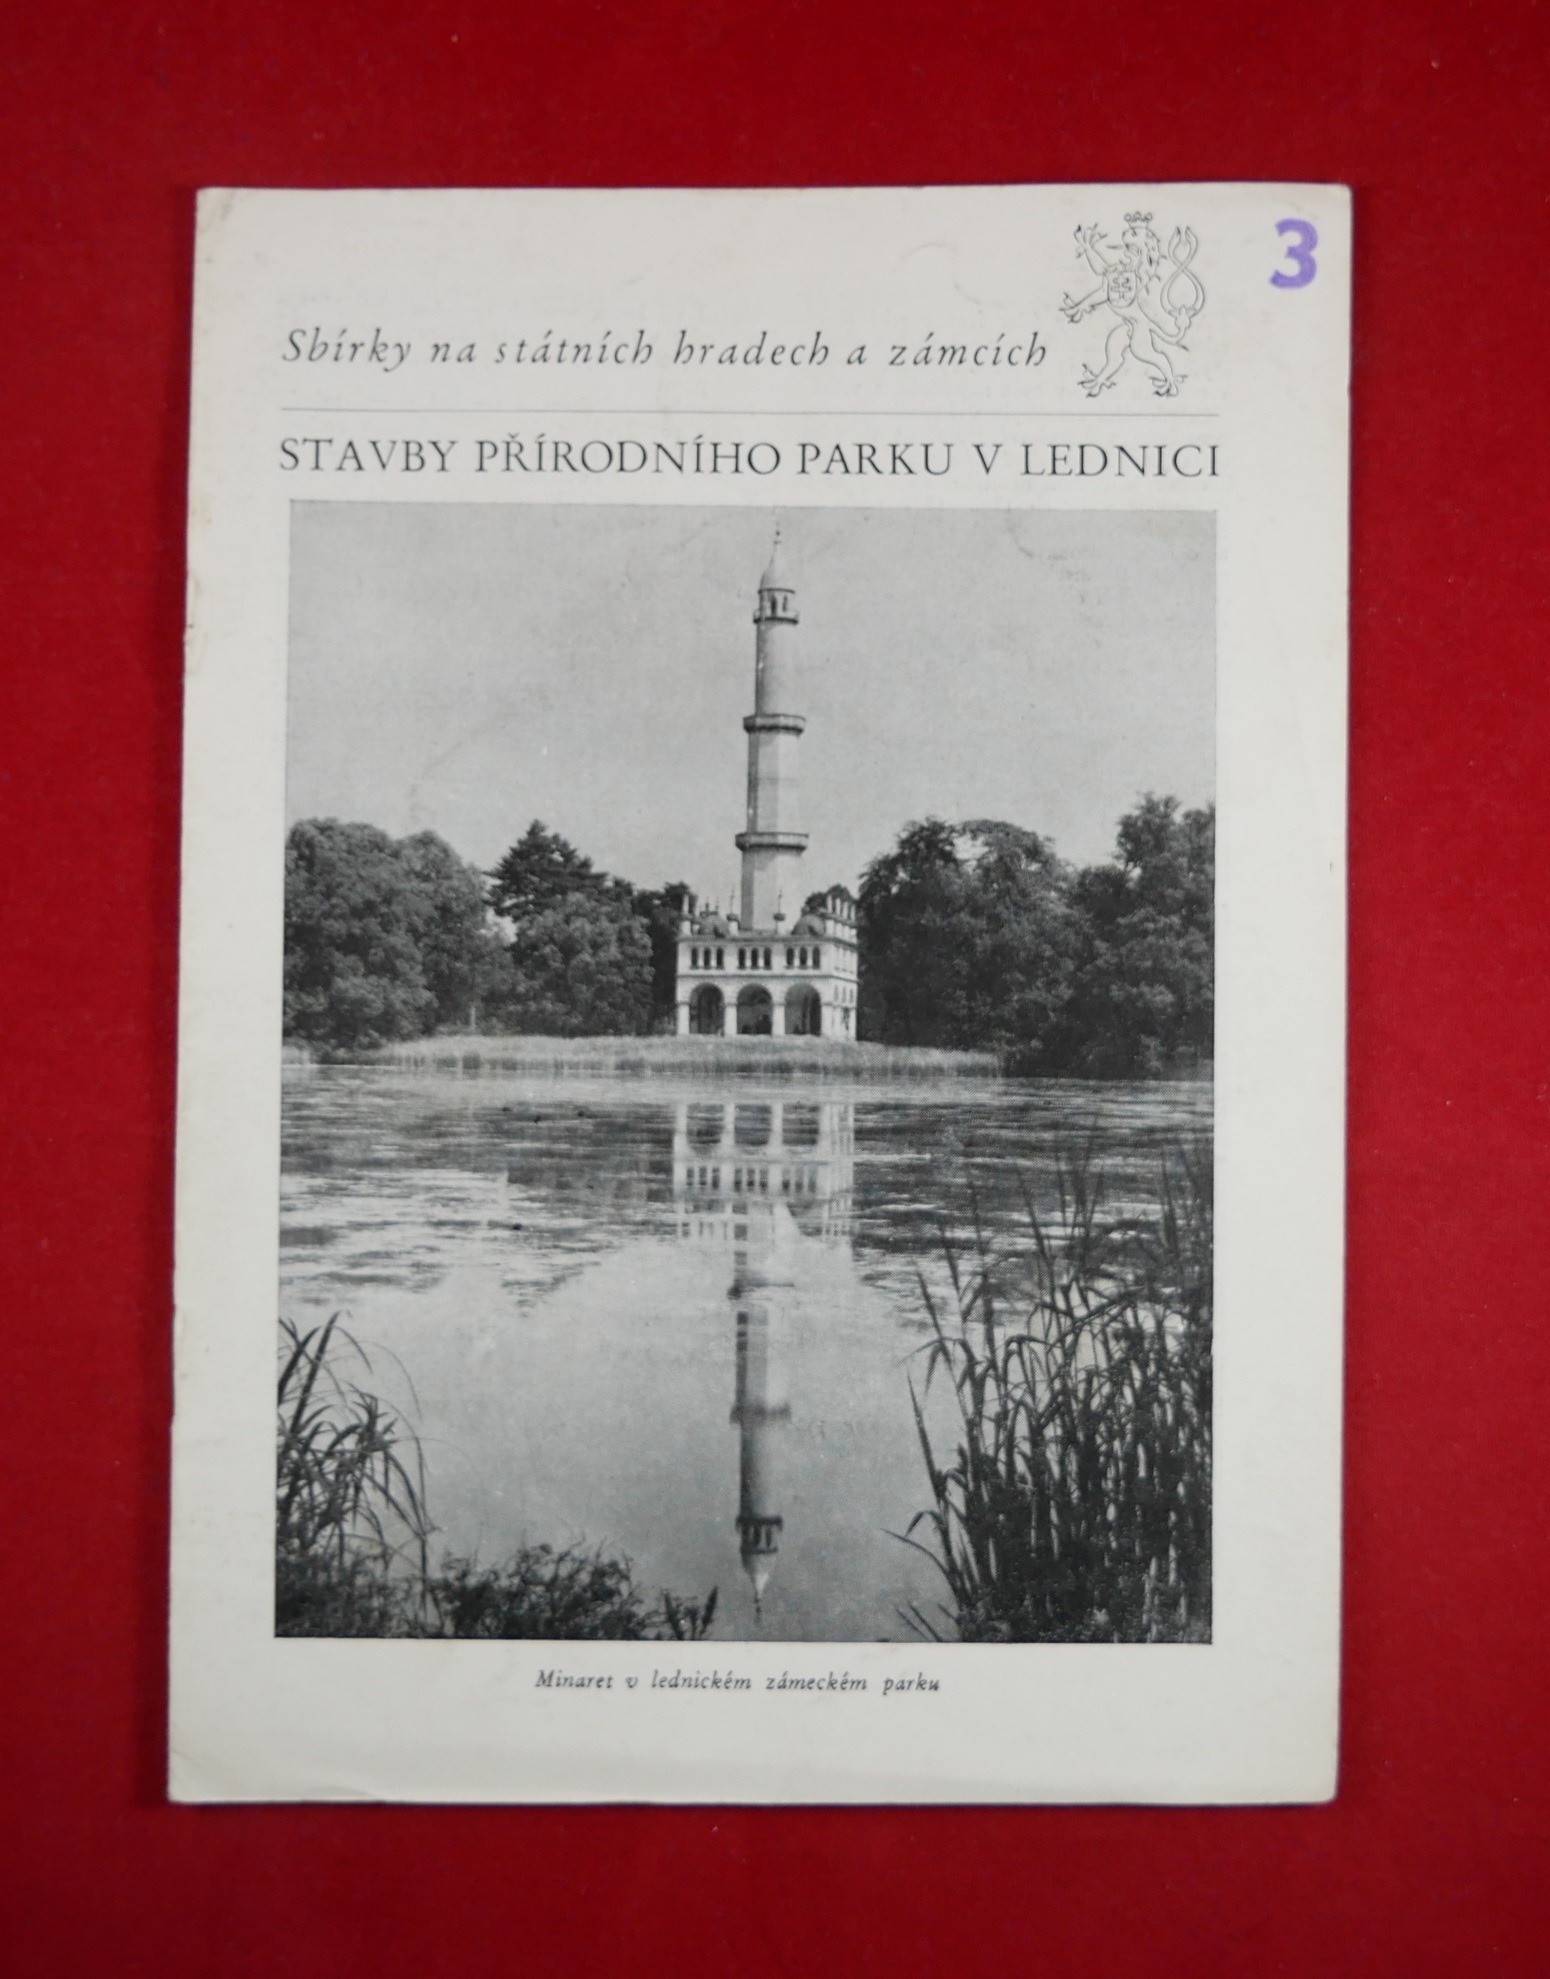 3
Sbírky na státních hradech a zámcích
STAVBY PŘÍRODNÍHO PARKU V LEDNICI
Minaret v lednickém zámeckém parku